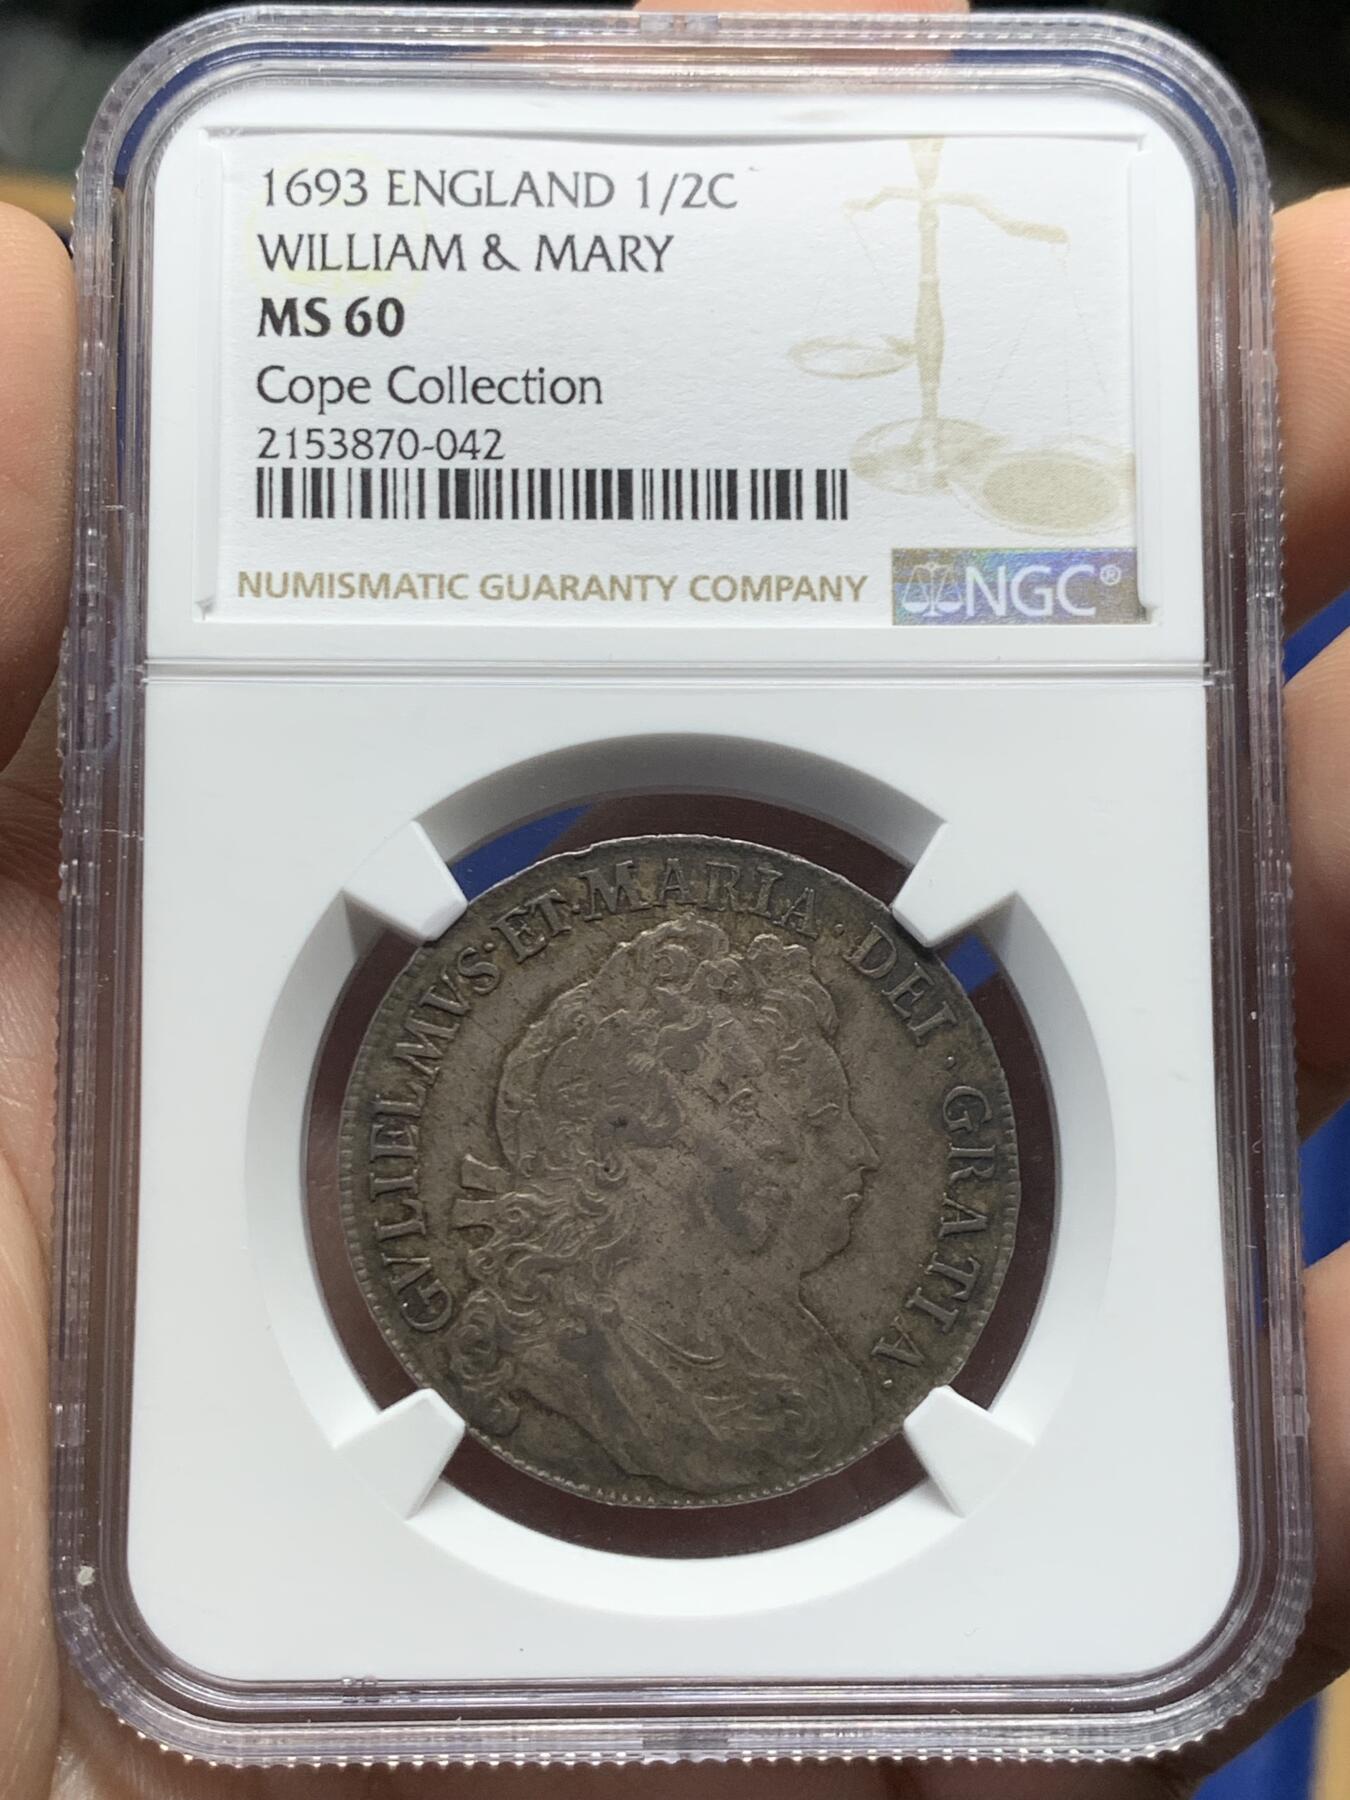 1693 ENGLAND 1/2C
WILLIAM & MARY
MS 60
Cope Collection
2153870-042
NUMISMATIC GUARANTY COMPANY
NGC®
GVLIELMVS·ET·MARIA·DEI·GRATIA·